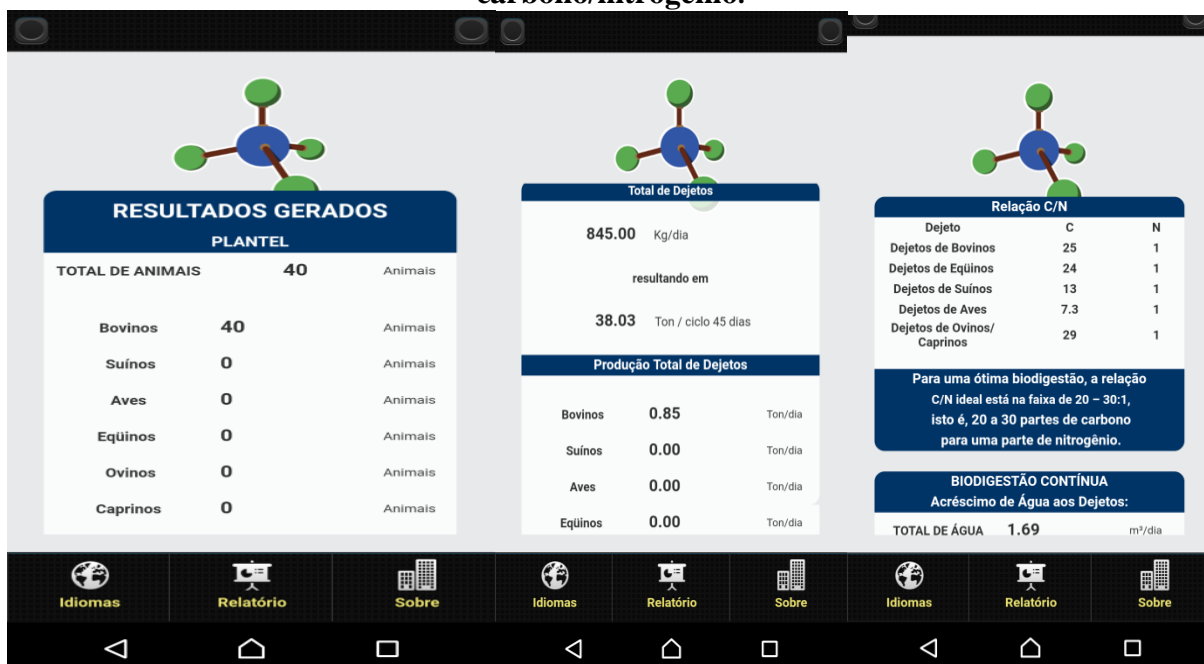 carbono/nitrogênio.
RESULTADOS GERADOS
PLANTEL
TOTAL DE ANIMAIS 40 Animais
Bovinos 40 Animais
Suínos 0 Animais
Aves 0 Animais
Eqüinos 0 Animais
Ovinos 0 Animais
Caprinos 0 Animais
Idiomas Relatório Sobre
Total de Dejetos
845.00 Kg/dia
resultando em
38.03 Ton / ciclo 45 dias
Produção Total de Dejetos
Bovinos 0.85 Ton/dia
Suínos 0.00 Ton/dia
Aves 0.00 Ton/dia
Eqüinos 0.00 Ton/dia
Idiomas Relatório Sobre
Relação C/N
Dejeto C N
Dejetos de Bovinos 25 1
Dejetos de Eqüinos 24 1
Dejetos de Suínos 13 1
Dejetos de Aves 7.3 1
Dejetos de Ovinos/
Caprinos 29 1
Para uma ótima biodigestão, a relação
C/N ideal está na faixa de 20 – 30:1,
isto é, 20 a 30 partes de carbono
para uma parte de nitrogênio.
BIODIGESTÃO CONTÍNUA
Acréscimo de Água aos Dejetos:
TOTAL DE ÁGUA 1.69 m³/dia
Idiomas Relatório Sobre